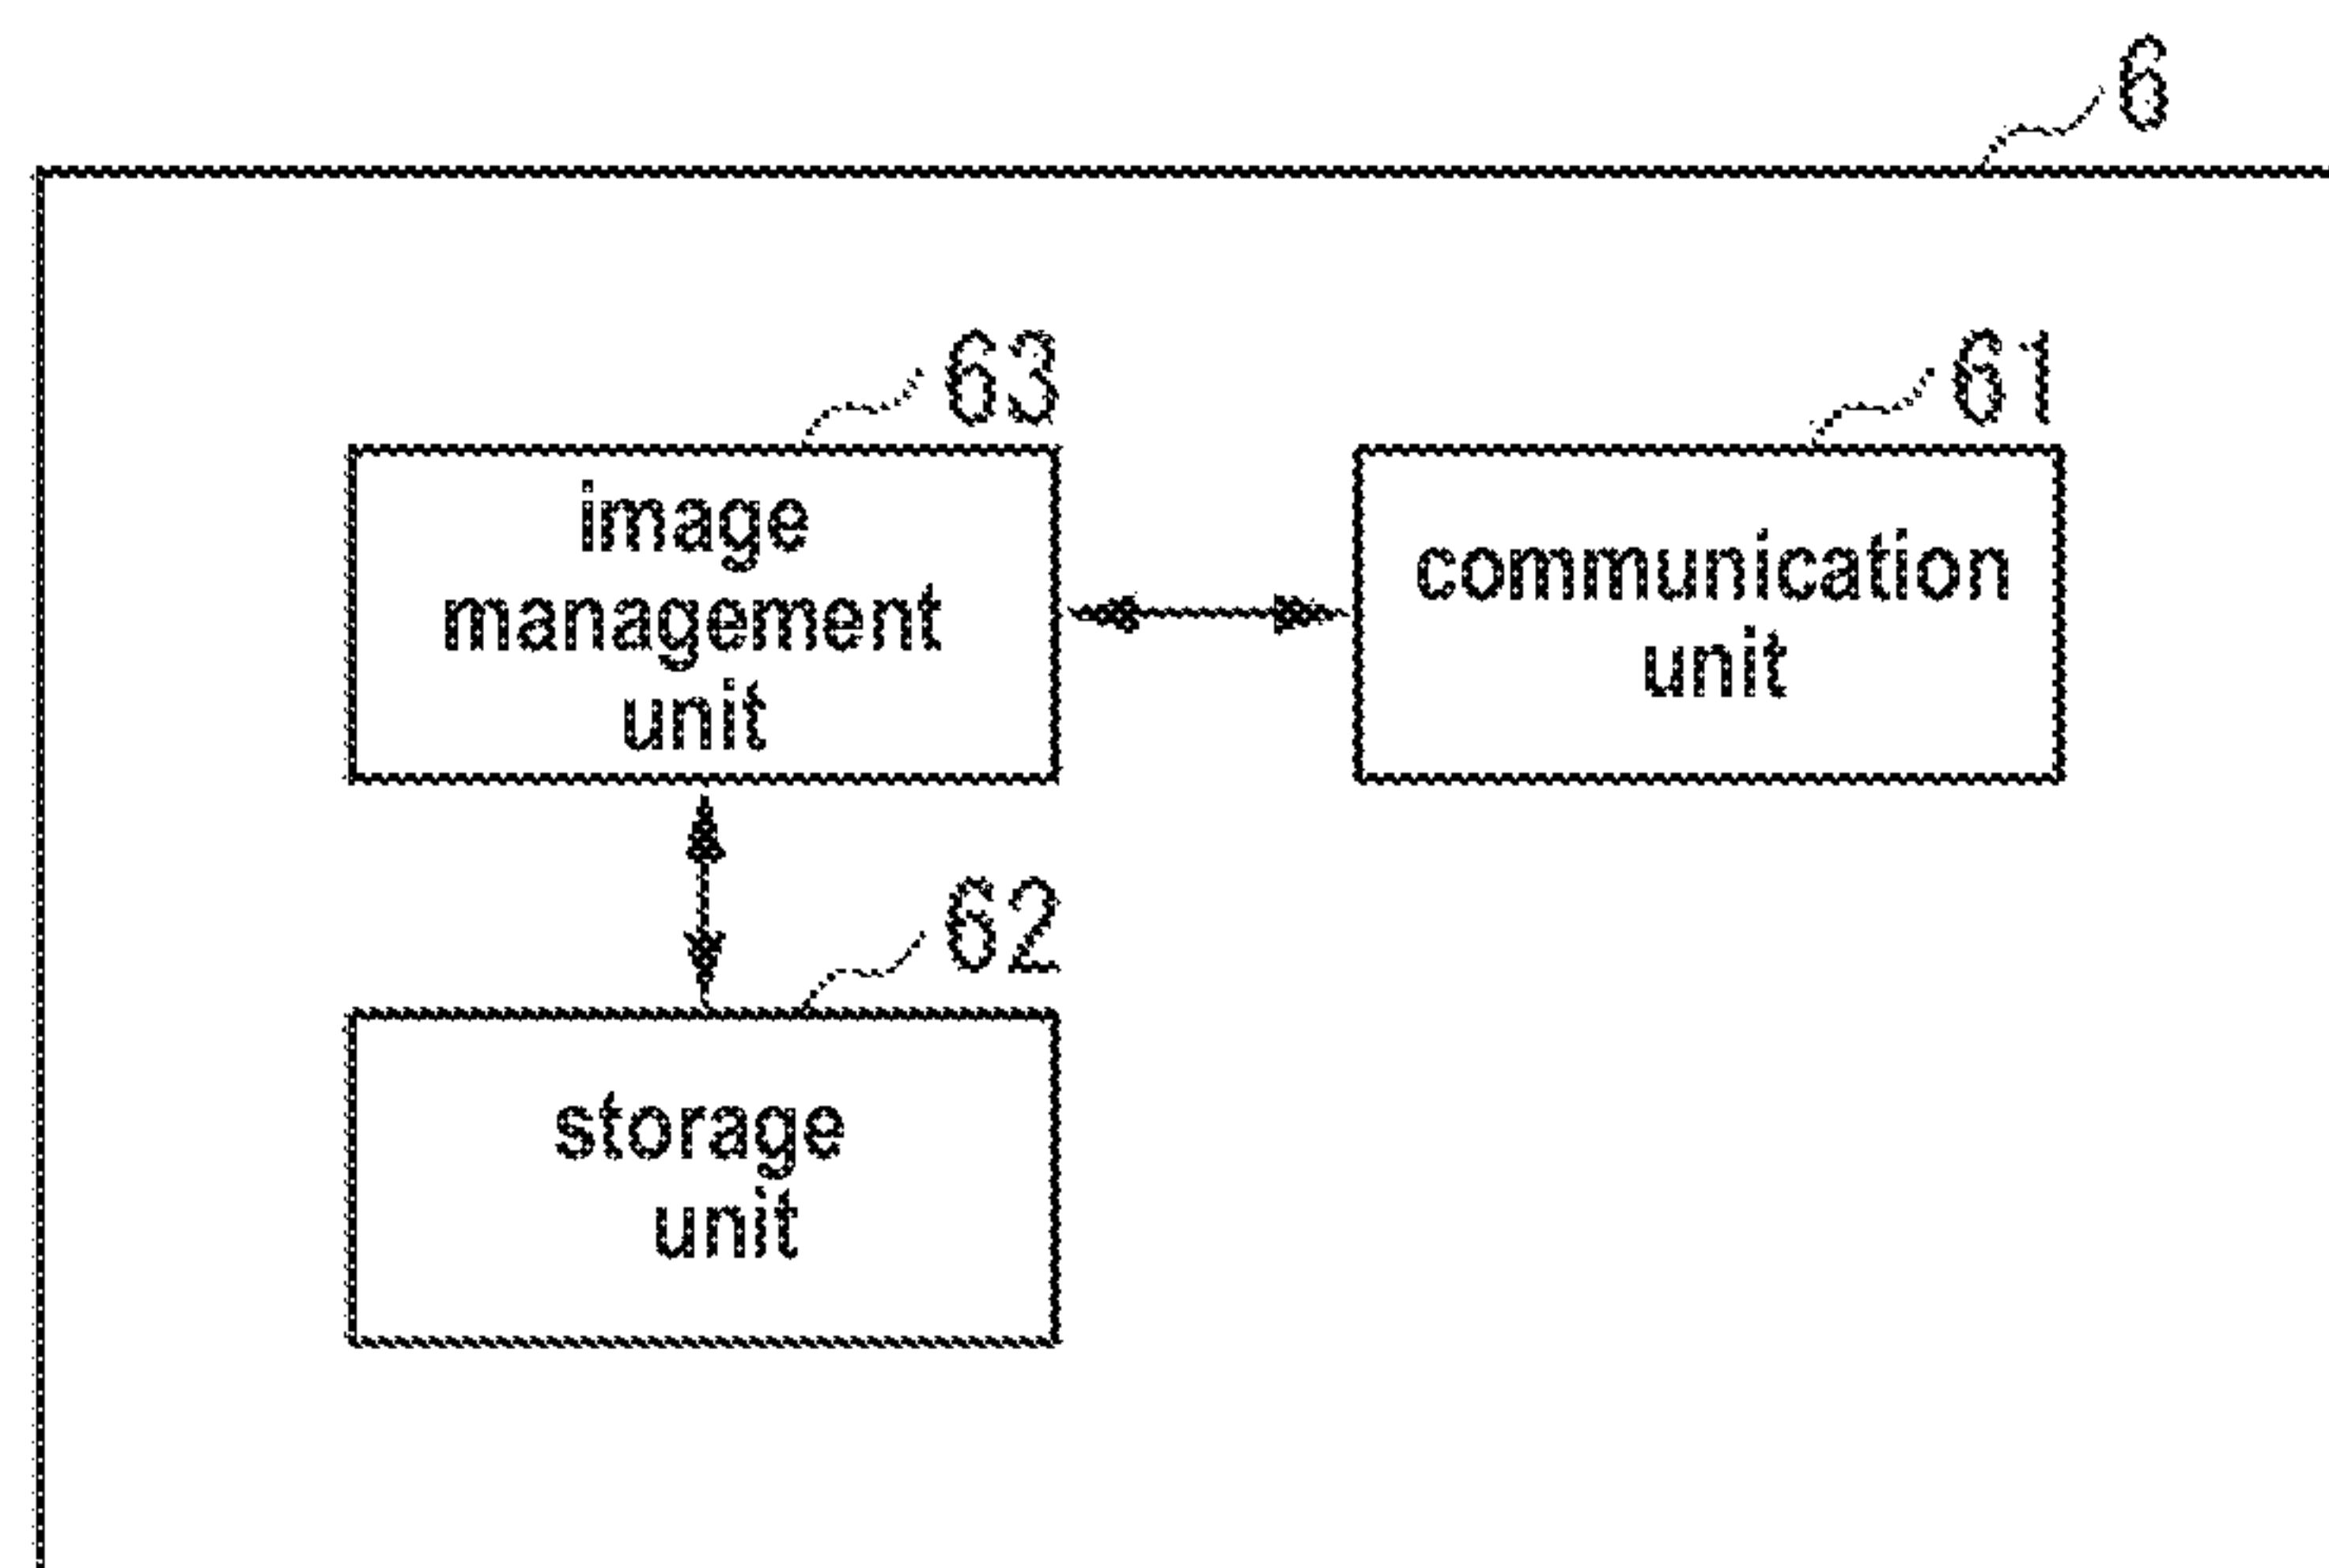 6
63
image
management
unit
61
communication
unit
62
storage
unit